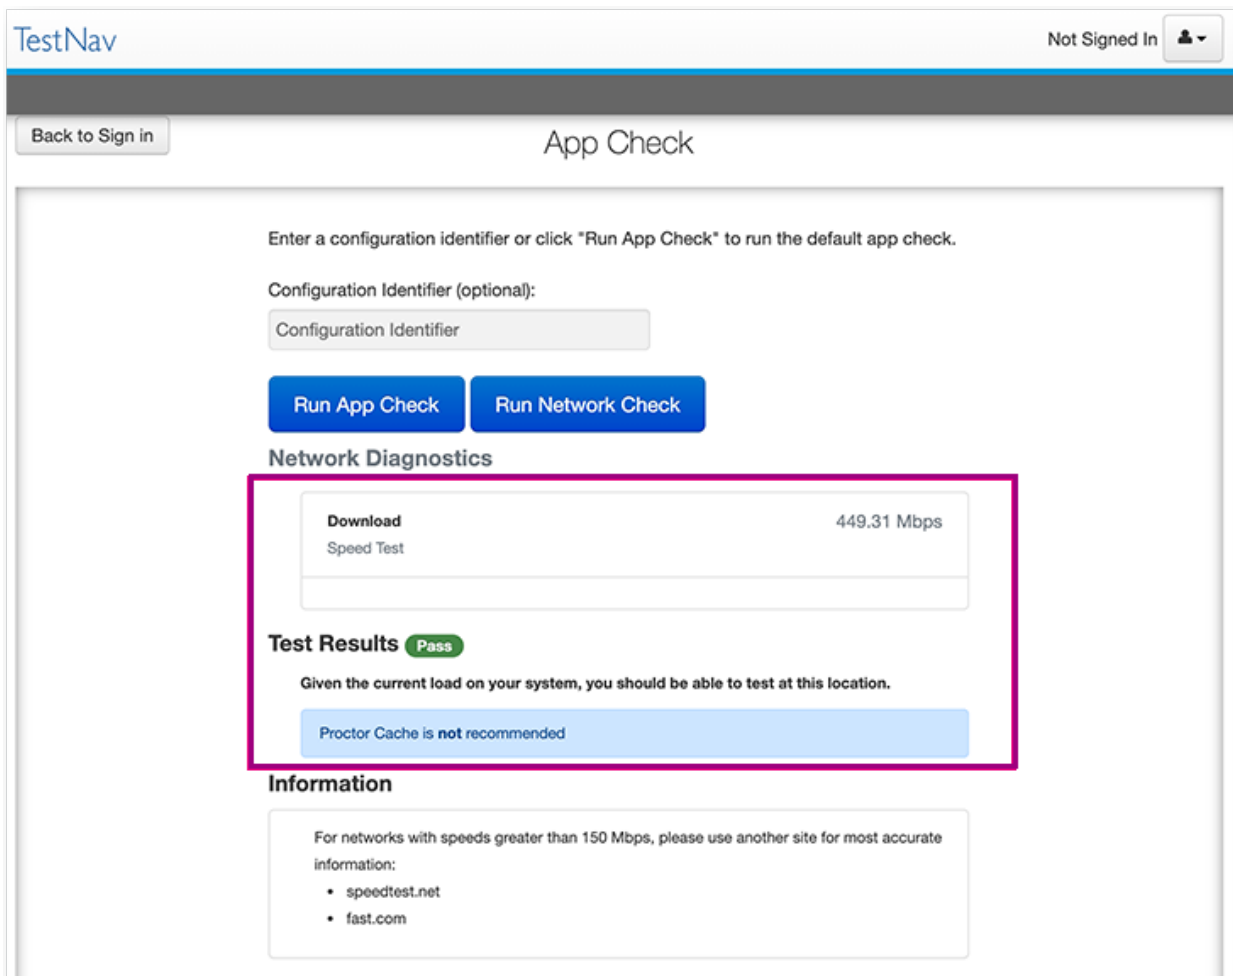 TestNav
Not Signed In
Back to Sign in
App Check
Enter a configuration identifier or click "Run App Check" to run the default app check.
Configuration Identifier (optional):
Configuration Identifier
Run App Check
Run Network Check
Network Diagnostics
Download
449.31 Mbps
Speed Test
Test Results Pass
Given the current load on your system, you should be able to test at this location.
Proctor Cache is not recommended
Information
For networks with speeds greater than 150 Mbps, please use another site for most accurate
information:
• speedtest.net
• fast.com